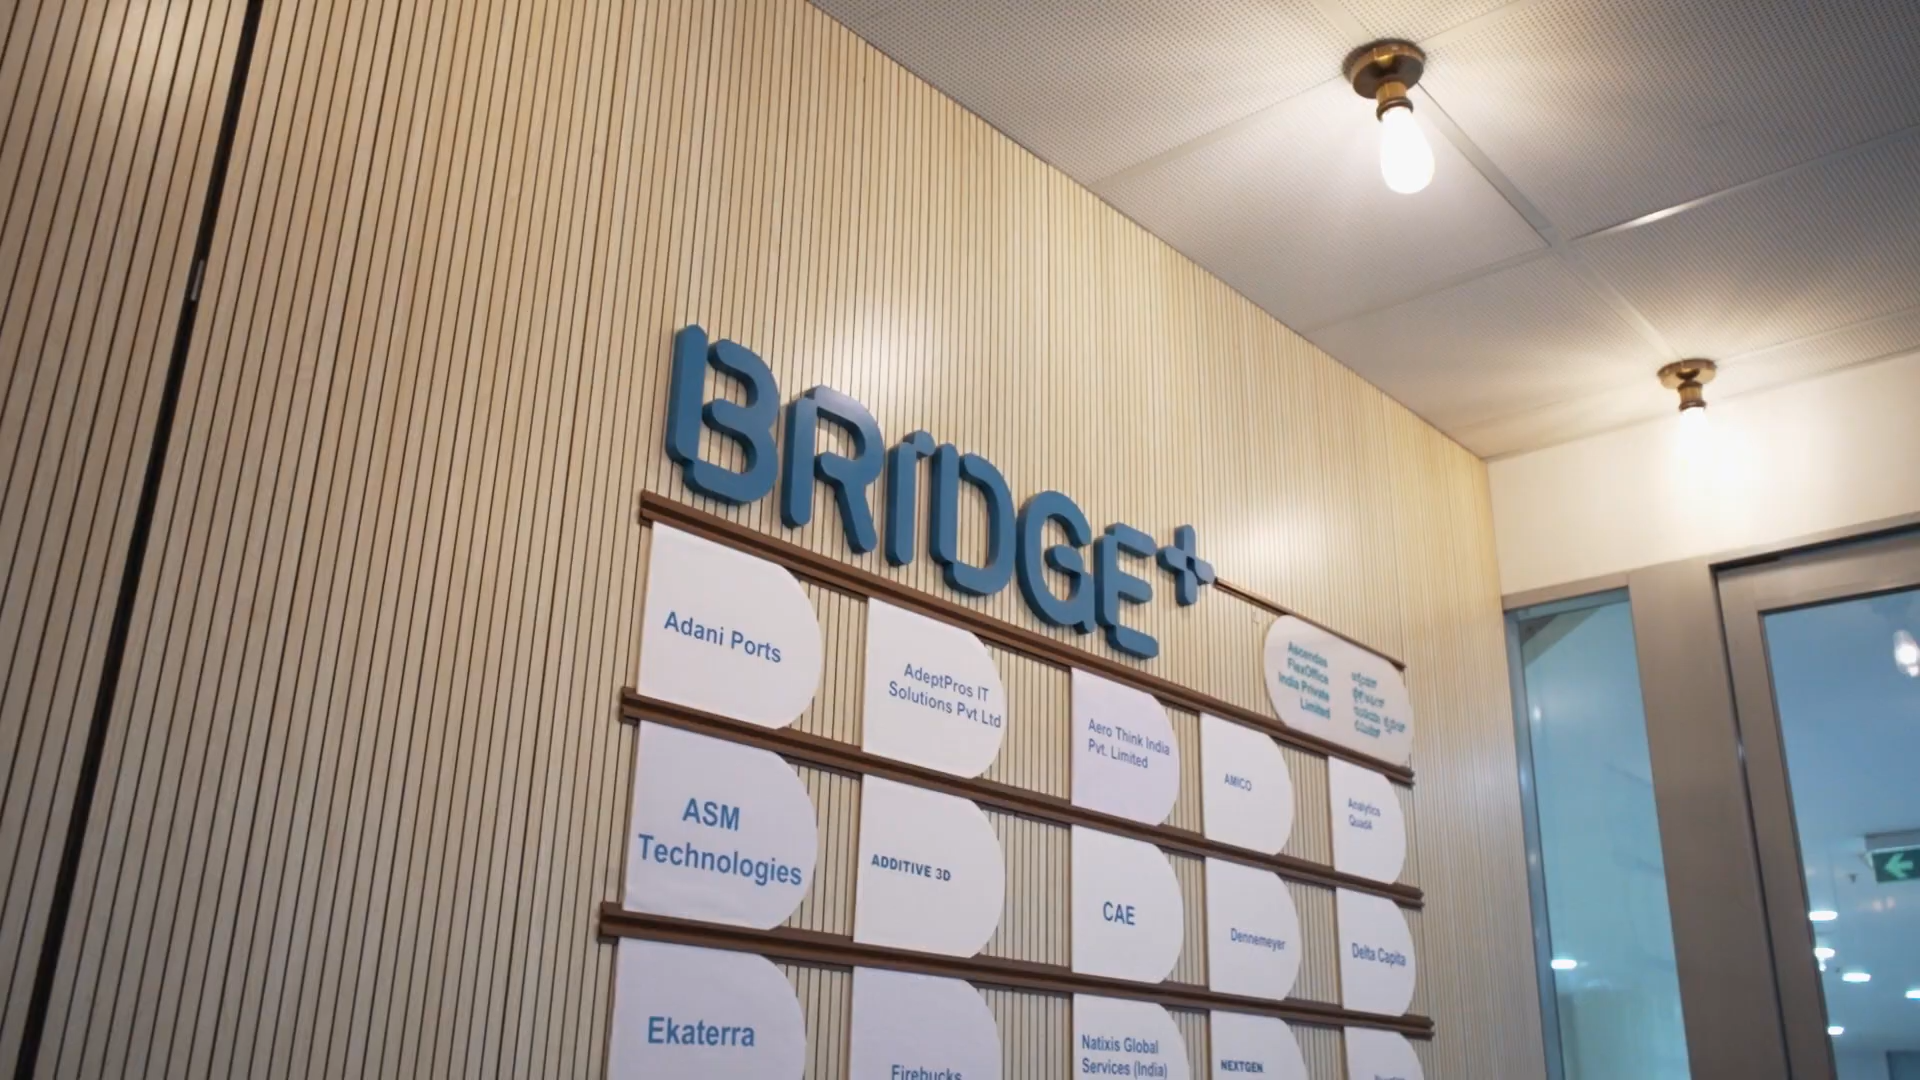 BRIDGE+
Ascendas
FlexOffice
India Private
Limited
Adani Ports
AdeptPros IT
Solutions Pvt Ltd
Aero Think India
Pvt. Limited
AMICO
Analytics
Quad4
ASM
Technologies
ADDITIVE 3D
CAE
Dennemeyer
Delta Capita
Ekaterra
Firebucks
Natixis Global
Services (India)
NEXTGEN